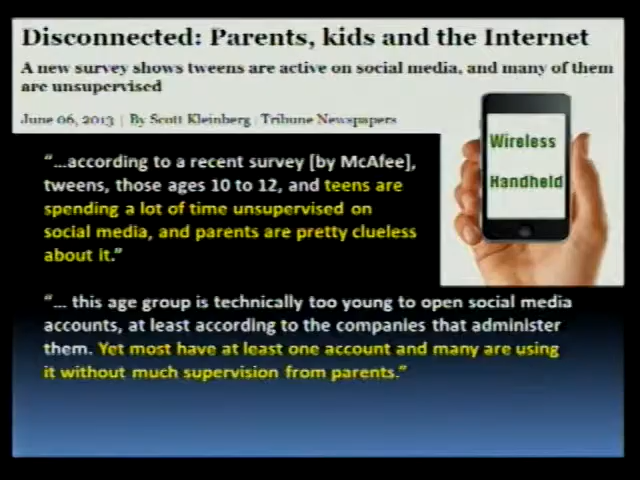 Disconnected: Parents, kids and the Internet
A new survey shows tweens are active on social media, and many of them
are unsupervised
June 06, 2013 | By Scott Kleinberg | Tribune Newspapers
Wireless
Handheld
“...according to a recent survey [by McAfee],
tweens, those ages 10 to 12, and teens are
spending a lot of time unsupervised on
social media, and parents are pretty clueless
about it.”
“... this age group is technically too young to open social media
accounts, at least according to the companies that administer
them. Yet most have at least one account and many are using
it without much supervision from parents.”